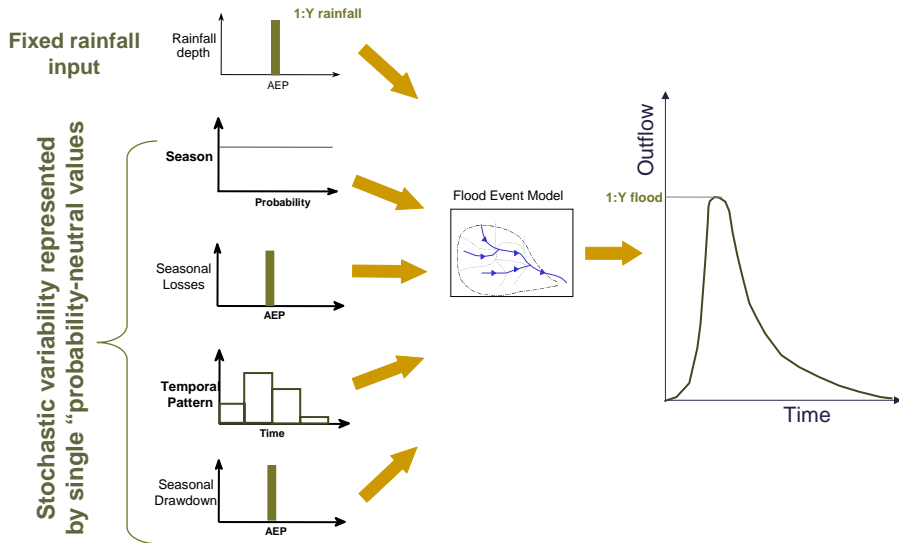 Fixed rainfall
input
1:Y rainfall
Rainfall
depth
AEP
Stochastic variability represented
by single “probability-neutral values
Season
Probability
Seasonal
Losses
AEP
Temporal
Pattern
Time
Seasonal
Drawdown
AEP
Flood Event Model
Outflow
1:Y flood
Time